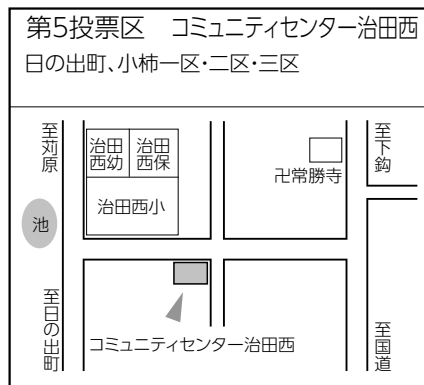 第5投票区 コミュニティセンター治田西
日の出町、小柿一区・二区・三区
至苅原
治田西幼
治田西保
至下鈎
卍常勝寺
治田西小
池
至日の出町
コミュニティセンター治田西
至国道